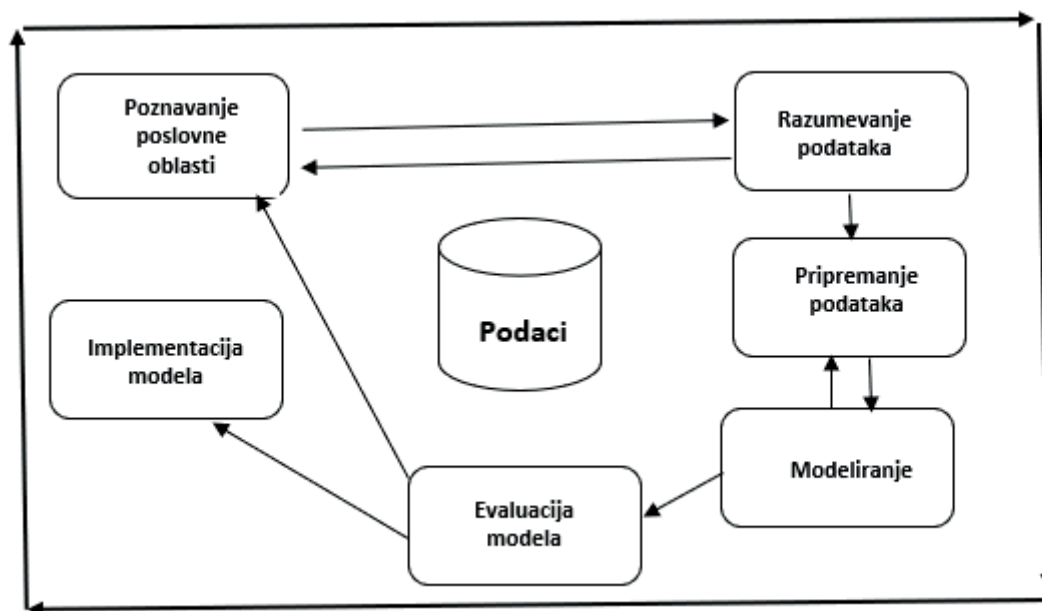 Poznavanje
poslovne
oblasti
Razumevanje
podataka
Pripremanje
podataka
Podaci
Implementacija
modela
Modeliranje
Evaluacija
modela